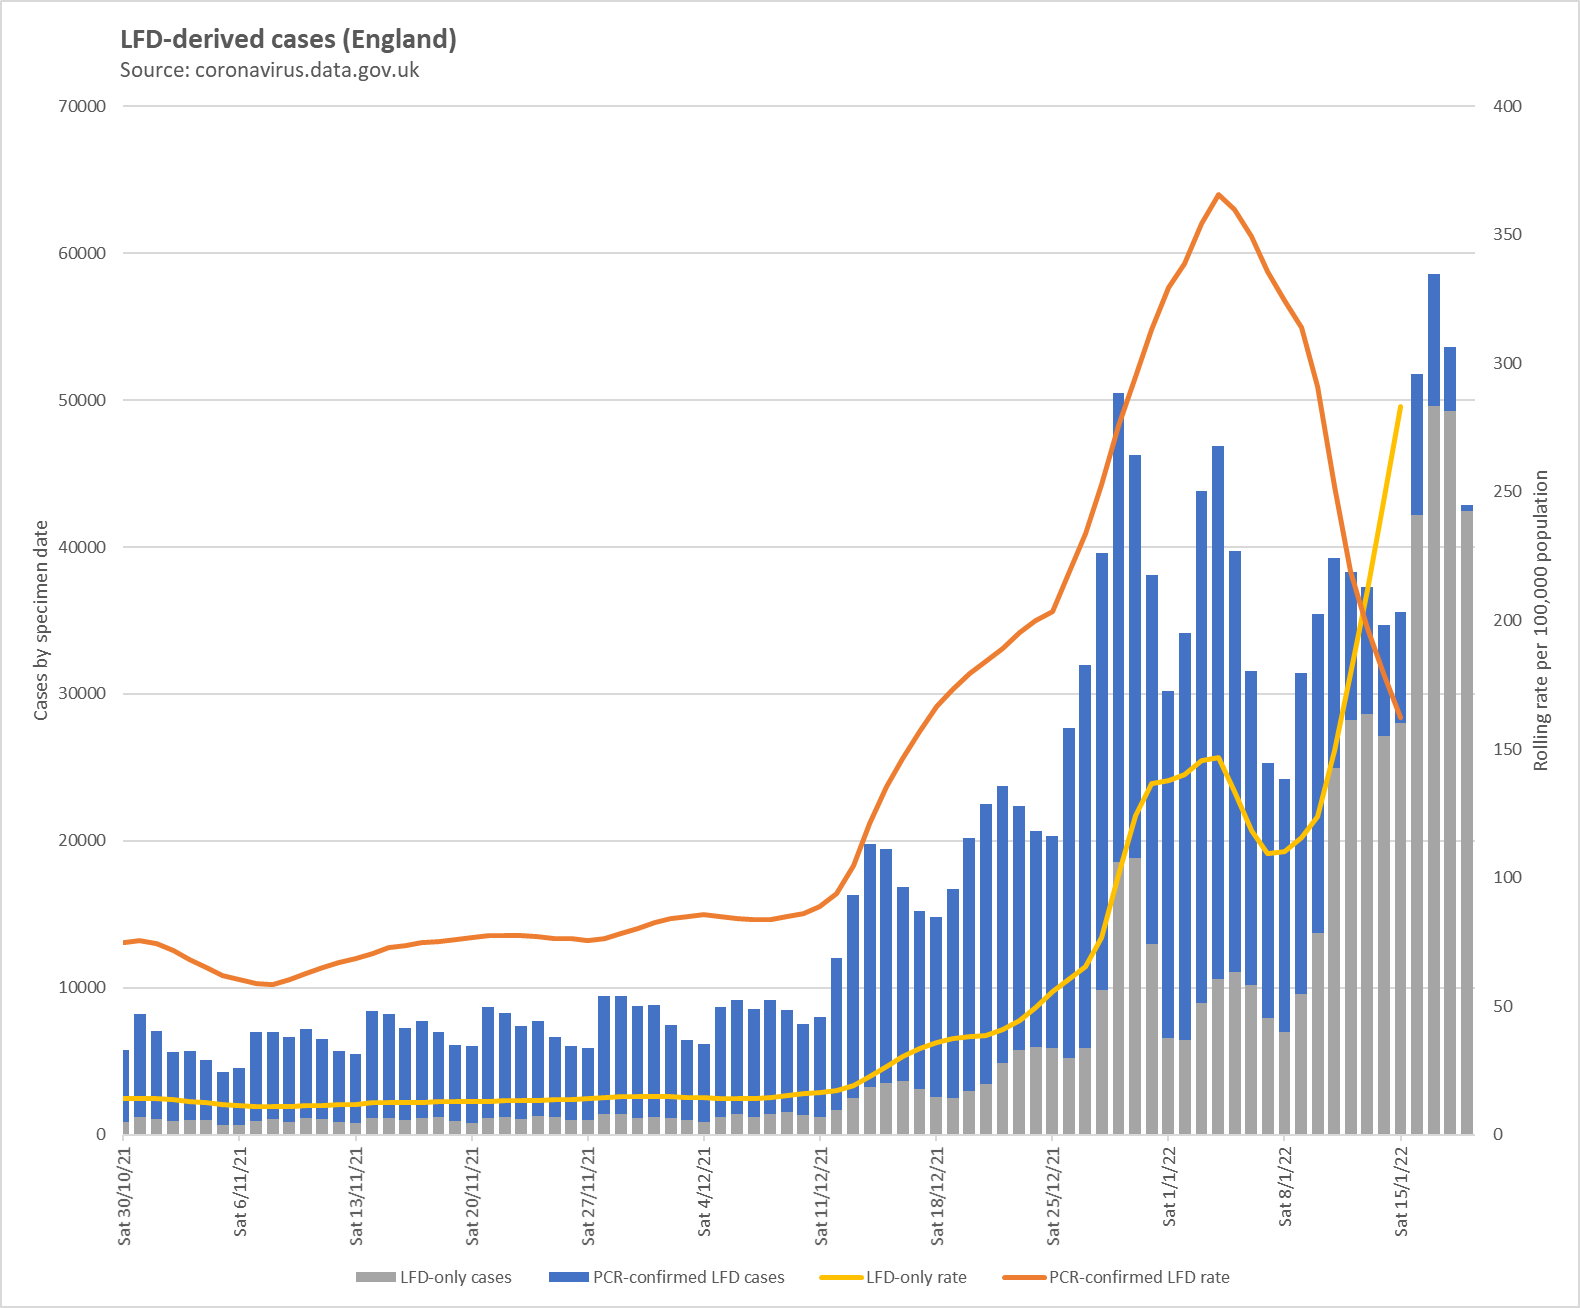 LFD-derived cases (England)
Source: coronavirus.data.gov.uk
70000
60000
50000
40000
30000
20000
10000
0
Cases by specimen date
400
350
300
250
200
150
100
50
0
Rolling rate per 100,000 population
Sat 30/10/21
Sat 6/11/21
Sat 13/11/21
Sat 20/11/21
Sat 27/11/21
Sat 4/12/21
Sat 11/12/21
Sat 18/12/21
Sat 25/12/21
Sat 1/1/22
Sat 8/1/22
Sat 15/1/22
LFD-only cases
PCR-confirmed LFD cases
LFD-only rate
PCR-confirmed LFD rate